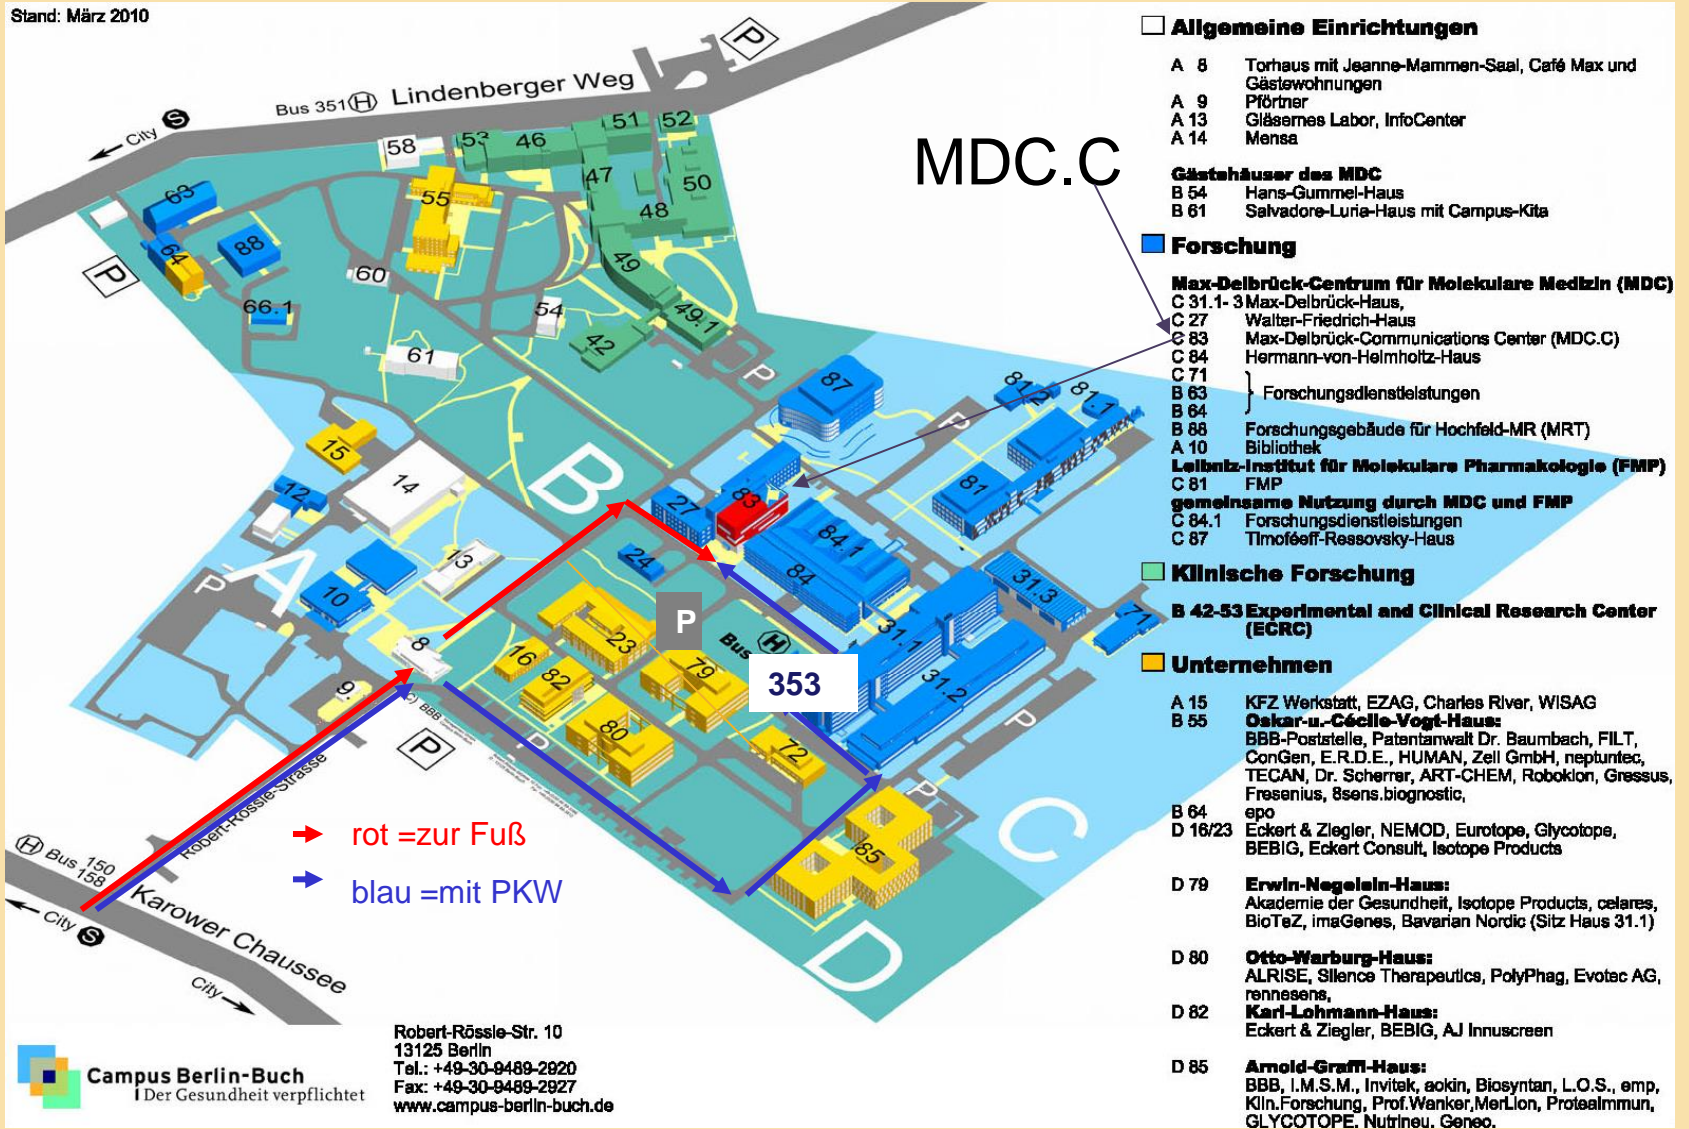 Stand: März 2010
P
Lindenberger Weg
Bus 351 H
City S
58
53
46
51
52
47
50
48
55
63
64
88
66.1
60
54
61
49
49.1
42
P
P
87
81.2
81.1
P
81
15
14
12
13
10
A
P
B
27
83
24
84.1
84
31.3
71
31.1
31.2
8
9
23
16
82
79
80
72
85
P
Bus H
353
P
P
P
P
C
D
MDC.C
Robert-Rössle-Strasse
H Bus 150
158
City S
Karower Chaussee
City
rot =zur Fuß
blau =mit PKW
Campus Berlin-Buch
Der Gesundheit verpflichtet
Robert-Rössle-Str. 10
13125 Berlin
Tel.: +49-30-9489-2920
Fax: +49-30-9489-2927
www.campus-berlin-buch.de
Allgemeine Einrichtungen
A 8 Torhaus mit Jeanne-Mammen-Saal, Café Max und
Gästewohnungen
A 9 Pförtner
A 13 Gläsernes Labor, InfoCenter
A 14 Mensa
Gästehäuser des MDC
B 54 Hans-Gummel-Haus
B 61 Salvadore-Luria-Haus mit Campus-Kita
Forschung
Max-Delbrück-Centrum für Molekulare Medizin (MDC)
C 31.1- 3 Max-Delbrück-Haus,
C 27 Walter-Friedrich-Haus
C 83 Max-Delbrück-Communications Center (MDC.C)
C 84 Hermann-von-Helmholtz-Haus
C 71
B 63 Forschungsdienstleistungen
B 64
B 88 Forschungsgebäude für Hochfeld-MR (MRT)
A 10 Bibliothek
Leibniz-Institut für Molekulare Pharmakologie (FMP)
C 81 FMP
gemeinsame Nutzung durch MDC und FMP
C 84.1 Forschungsdienstleistungen
C 87 Timoféeff-Ressovsky-Haus
Klinische Forschung
B 42-53 Experimental and Clinical Research Center
(ECRC)
Unternehmen
A 15 KFZ Werkstatt, EZAG, Charles River, WISAG
B 55 Oskar-u.-Cécile-Vogt-Haus:
BBB-Poststelle, Patentanwalt Dr. Baumbach, FILT,
ConGen, E.R.D.E., HUMAN, Zell GmbH, neptuntec,
TECAN, Dr. Scherrer, ART-CHEM, Roboklon, Gressus,
Fresenius, 8sens.biognostic,
B 64 epo
D 16/23 Eckert & Ziegler, NEMOD, Eurotope, Glycotope,
BEBIG, Eckert Consult, Isotope Products
D 79 Erwin-Negelein-Haus:
Akademie der Gesundheit, Isotope Products, celares,
BioTeZ, imaGenes, Bavarian Nordic (Sitz Haus 31.1)
D 80 Otto-Warburg-Haus:
ALRISE, Silence Therapeutics, PolyPhag, Evotec AG,
rennesens,
D 82 Karl-Lohmann-Haus:
Eckert & Ziegler, BEBIG, AJ Innuscreen
D 85 Arnold-Graffi-Haus:
BBB, I.M.S.M., Invitek, aokin, Biosyntan, L.O.S., emp,
Klin.Forschung, Prof.Wanker,MerLion, ProteaImmun,
GLYCOTOPE, Nutrineu, Geneo,